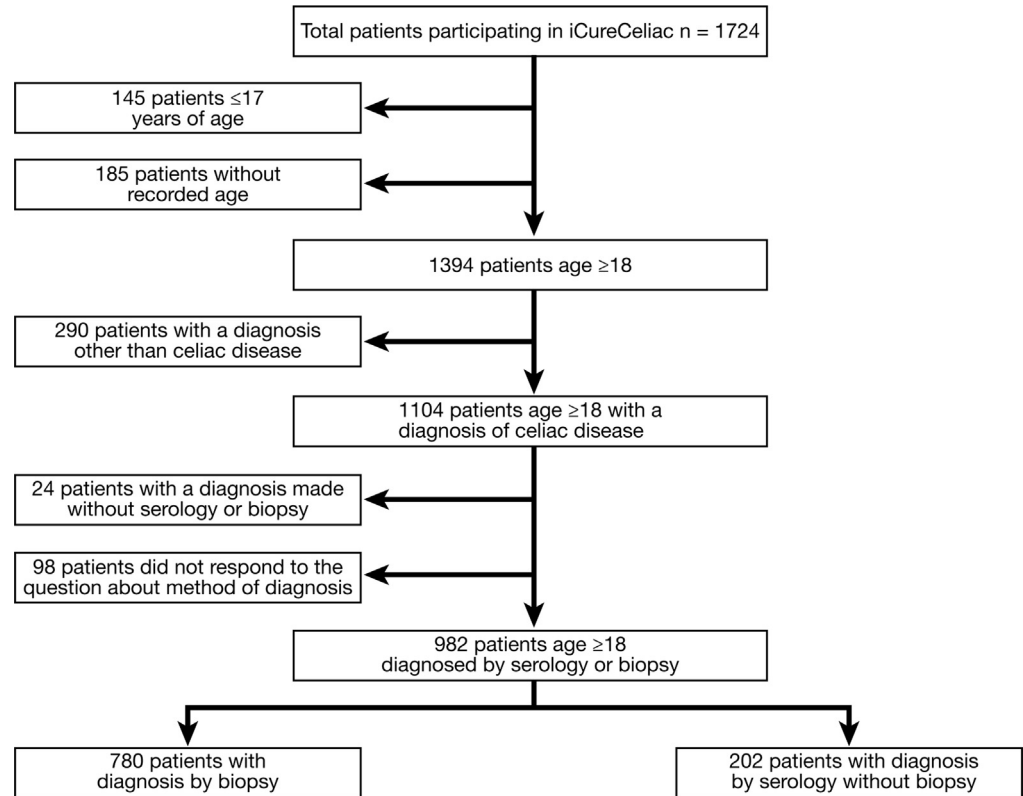 Total patients participating in iCureCeliac n = 1724
145 patients ≤17
years of age
185 patients without
recorded age
1394 patients age ≥18
290 patients with a diagnosis
other than celiac disease
1104 patients age ≥18 with a
diagnosis of celiac disease
24 patients with a diagnosis made
without serology or biopsy
98 patients did not respond to the
question about method of diagnosis
982 patients age ≥18
diagnosed by serology or biopsy
780 patients with
diagnosis by biopsy
202 patients with diagnosis
by serology without biopsy